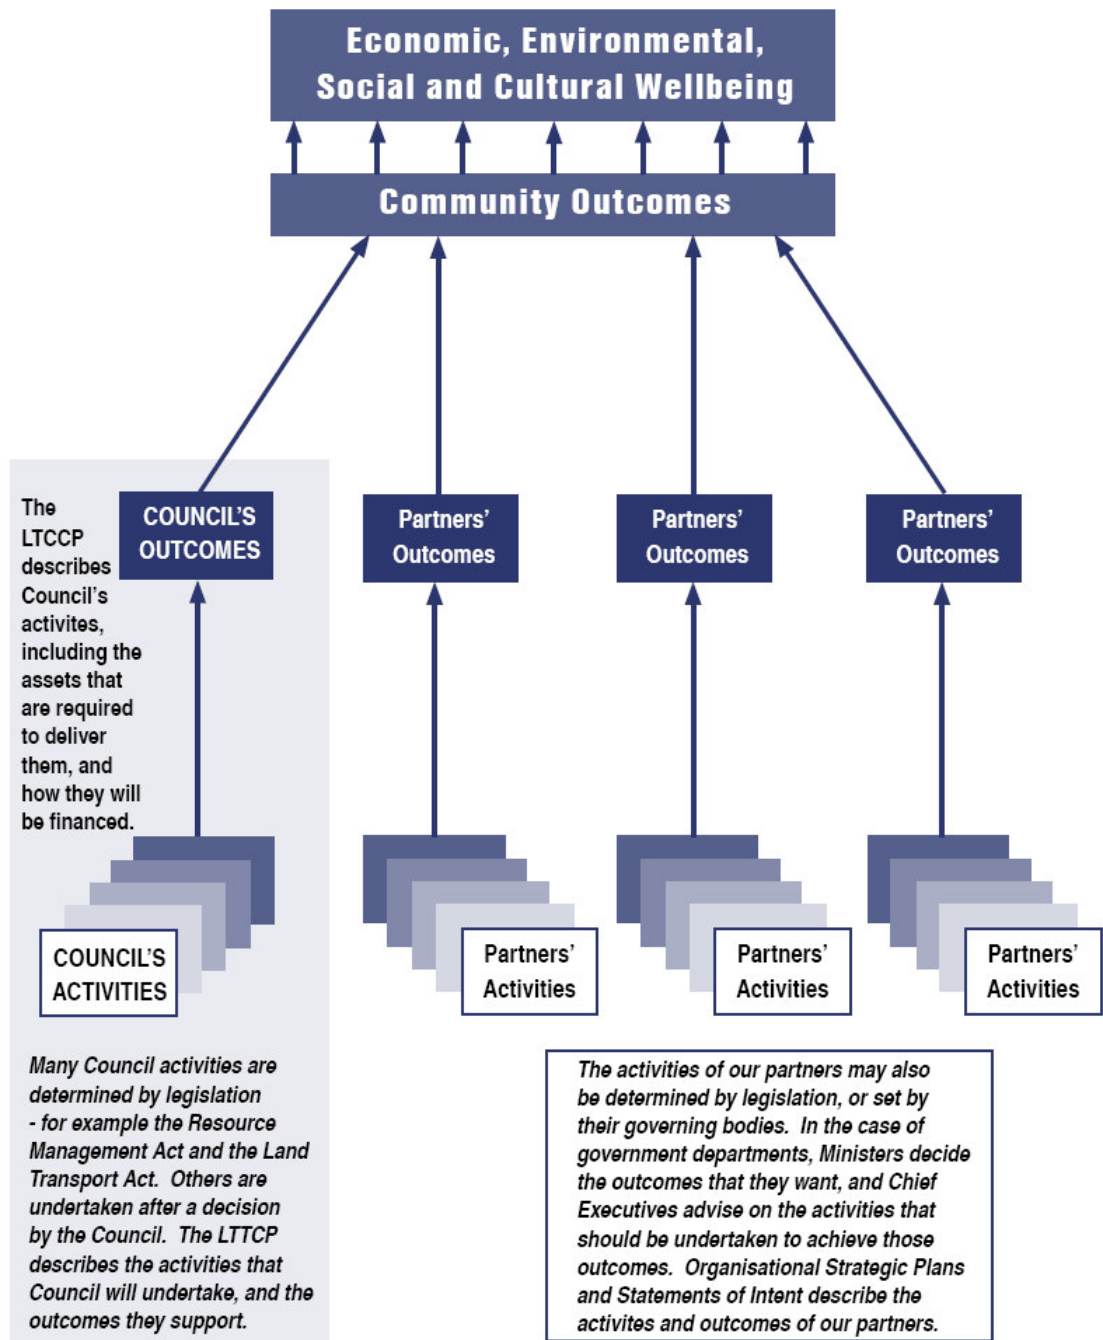 Economic, Environmental,
Social and Cultural Wellbeing
Community Outcomes
The
LTCCP
describes
Council's
activites,
including the
assets that
are required
to deliver
them, and
how they will
be financed.
COUNCIL'S
OUTCOMES
Partners'
Outcomes
Partners'
Outcomes
Partners'
Outcomes
COUNCIL'S
ACTIVITIES
Partners'
Activities
Partners'
Activities
Partners'
Activities
Many Council activities are
determined by legislation
- for example the Resource
Management Act and the Land
Transport Act.  Others are
undertaken after a decision
by the Council.  The LTTCP
describes the activities that
Council will undertake, and the
outcomes they support.
The activities of our partners may also
be determined by legislation, or set by
their governing bodies.  In the case of
government departments, Ministers decide
the outcomes that they want, and Chief
Executives advise on the activities that
should be undertaken to achieve those
outcomes.  Organisational Strategic Plans
and Statements of Intent describe the
activites and outcomes of our partners.